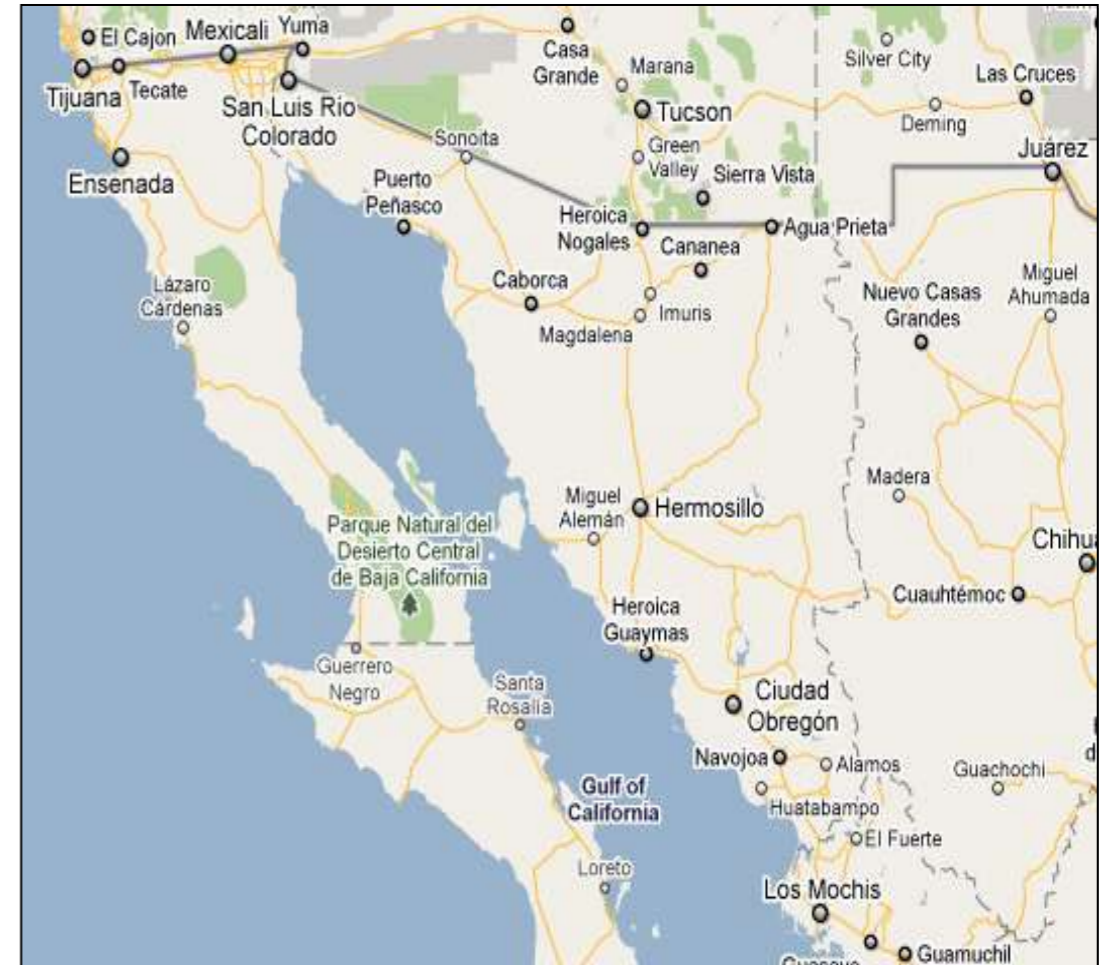 El Cajon
Mexicali
Yuma
Tijuana
Tecate
San Luis Rio
Colorado
Ensenada
Casa
Grande
Marana
Tucson
Silver City
Las Cruces
Deming
Juárez
Sonoita
Green
Valley
Sierra Vista
Puerto
Peñasco
Heroica
Nogales
Agua Prieta
Cananea
Caborca
Imuris
Magdalena
Lázaro
Cárdenas
Nuevo Casas
Grandes
Miguel
Ahumada
Madera
Miguel
Alemán
Hermosillo
Parque Natural del
Desierto Central
de Baja California
Chihua
Cuauhtémoc
Heroica
Guaymas
Guerrero
Negro
Santa
Rosalía
Ciudad
Obregón
Navojoa
Alamos
Guachochi
Huatabampo
Gulf of
California
El Fuerte
Loreto
Los Mochis
Guamuchil